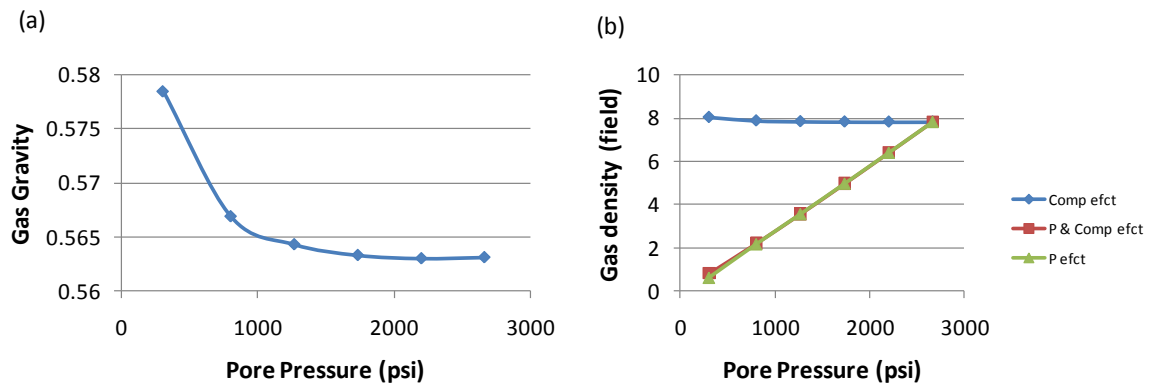 (a)
0.58
0.575
0.57
0.565
0.56
Gas Gravity
0
1000
2000
3000
Pore Pressure (psi)
(b)
10
8
6
4
2
0
Gas density (field)
0
1000
2000
3000
Pore Pressure (psi)
Comp efct
P & Comp efct
P efct